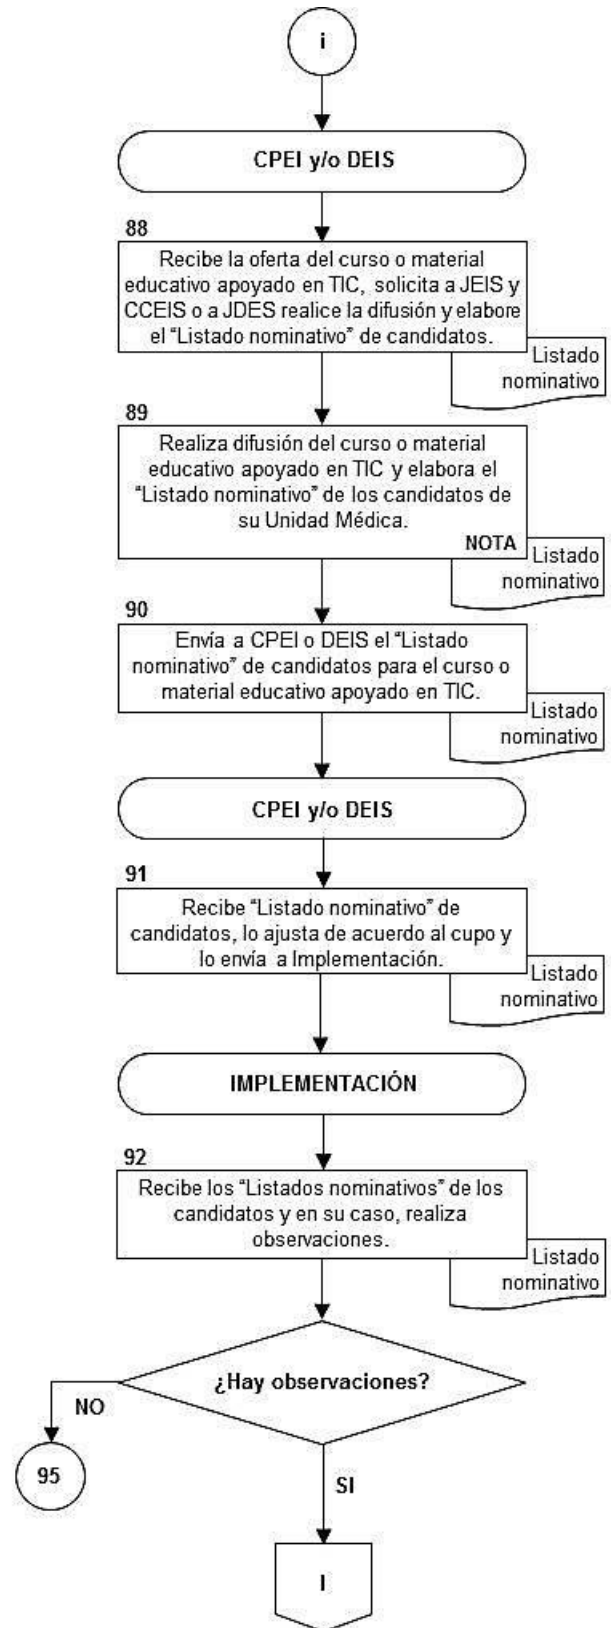 i
CPEI y/o DEIS
88
Recibe la oferta del curso o material
educativo apoyado en TIC, solicita a JEIS y
CCEIS o a JDES realice la difusión y elabore
el “Listado nominativo” de candidatos.
Listado
nominativo
89
Realiza difusión del curso o material
educativo apoyado en TIC y elabora el
“Listado nominativo” de los candidatos de
su Unidad Médica.
NOTA
Listado
nominativo
90
Envía a CPEI o DEIS el “Listado
nominativo” de candidatos para el curso o
material educativo apoyado en TIC.
Listado
nominativo
CPEI y/o DEIS
91
Recibe “Listado nominativo” de
candidatos, lo ajusta de acuerdo al cupo y
lo envía a Implementación.
Listado
nominativo
IMPLEMENTACIÓN
92
Recibe los “Listados nominativos” de los
candidatos y en su caso, realiza
observaciones.
Listado
nominativo
¿Hay observaciones?
NO
95
SI
I